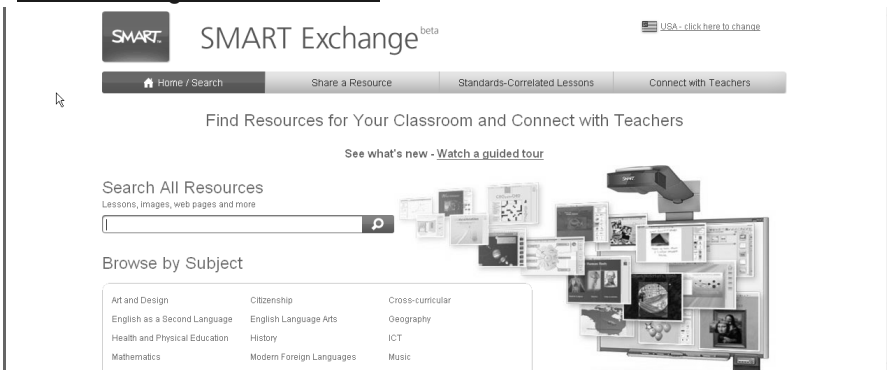 SMART
SMART Exchange beta
USA - click here to change
Home / Search
Share a Resource
Standards-Correlated Lessons
Connect with Teachers
Find Resources for Your Classroom and Connect with Teachers
See what's new - Watch a guided tour
Search All Resources
Lessons, images, web pages and more
Browse by Subject
Art and Design
Citizenship
Cross-curricular
English as a Second Language
English Language Arts
Geography
Health and Physical Education
History
ICT
Mathematics
Modern Foreign Languages
Music
SMART